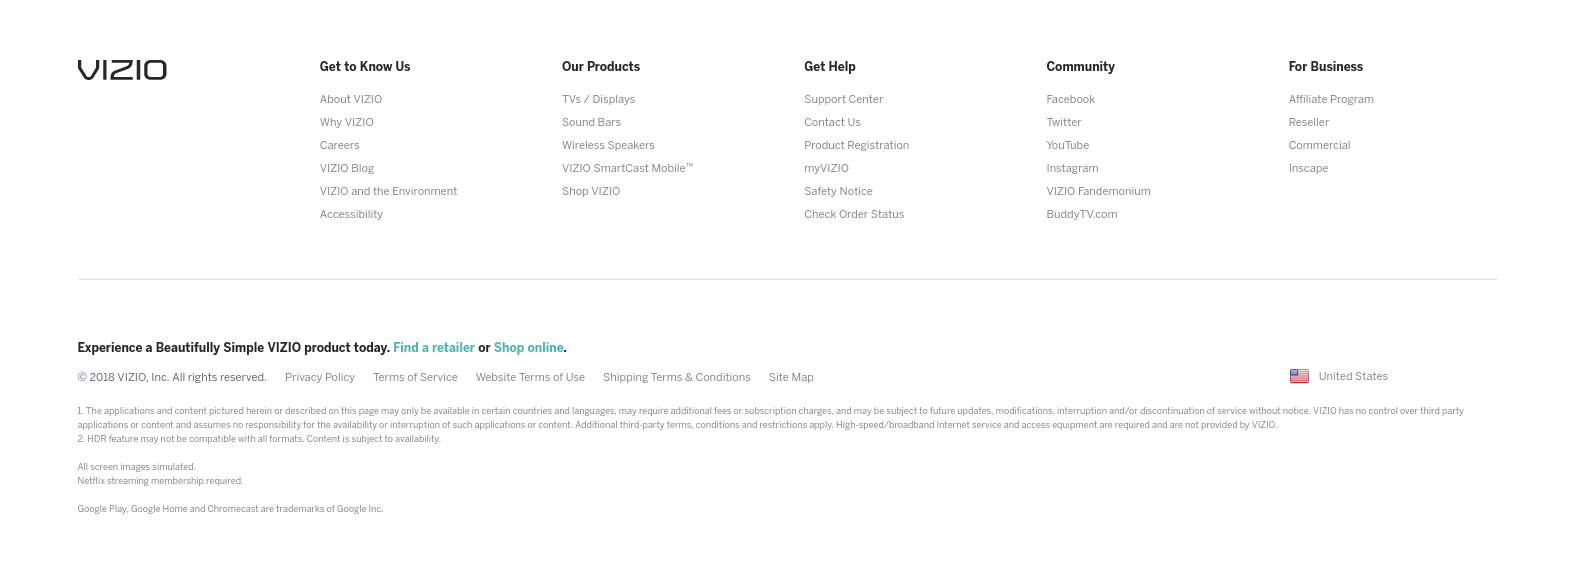 VIZIO
Get to Know Us
About VIZIO
Why VIZIO
Careers
VIZIO Blog
VIZIO and the Environment
Accessibility
Our Products
TVs / Displays
Sound Bars
Wireless Speakers
VIZIO SmartCast Mobile™
Shop VIZIO
Get Help
Support Center
Contact Us
Product Registration
myVIZIO
Safety Notice
Check Order Status
Community
Facebook
Twitter
YouTube
Instagram
VIZIO Fandemonium
BuddyTV.com
For Business
Affiliate Program
Reseller
Commercial
Inscape
Experience a Beautifully Simple VIZIO product today. Find a retailer or Shop online.
© 2018 VIZIO, Inc. All rights reserved. Privacy Policy Terms of Service Website Terms of Use Shipping Terms & Conditions Site Map United States
1. The applications and content pictured herein or described on this page may only be available in certain countries and languages, may require additional fees or subscription charges, and may be subject to future updates, modifications, interruption and/or discontinuation of service without notice. VIZIO has no control over third party
applications or content and assumes no responsibility for the availability or interruption of such applications or content. Additional third-party terms, conditions and restrictions apply. High-speed/broadband Internet service and access equipment are required and are not provided by VIZIO.
2. HDR feature may not be compatible with all formats. Content is subject to availability.
All screen images simulated.
Netflix streaming membership required.
Google Play, Google Home and Chromecast are trademarks of Google Inc.